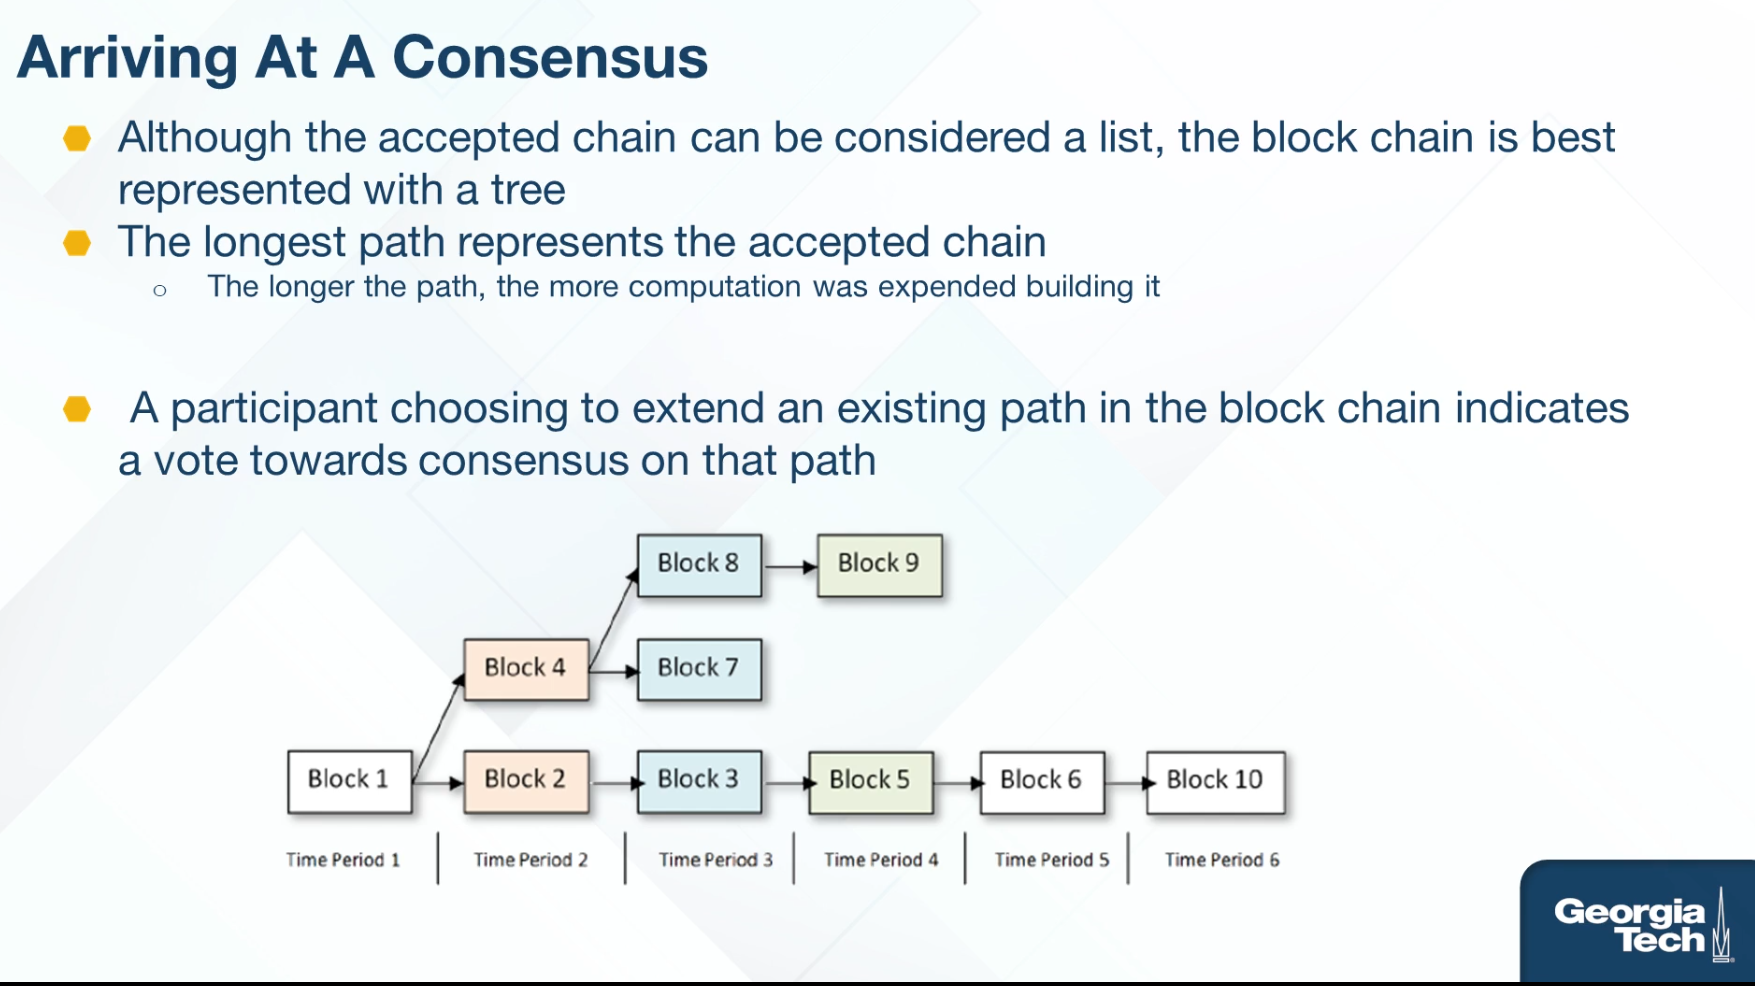 Arriving At A Consensus
Although the accepted chain can be considered a list, the block chain is best
represented with a tree
The longest path represents the accepted chain
The longer the path, the more computation was expended building it
A participant choosing to extend an existing path in the block chain indicates
a vote towards consensus on that path
Block 8
Block 9
Block 4
Block 7
Block 1
Block 2
Block 3
Block 5
Block 6
Block 10
Time Period 1
Time Period 2
Time Period 3
Time Period 4
Time Period 5
Time Period 6
Georgia
Tech